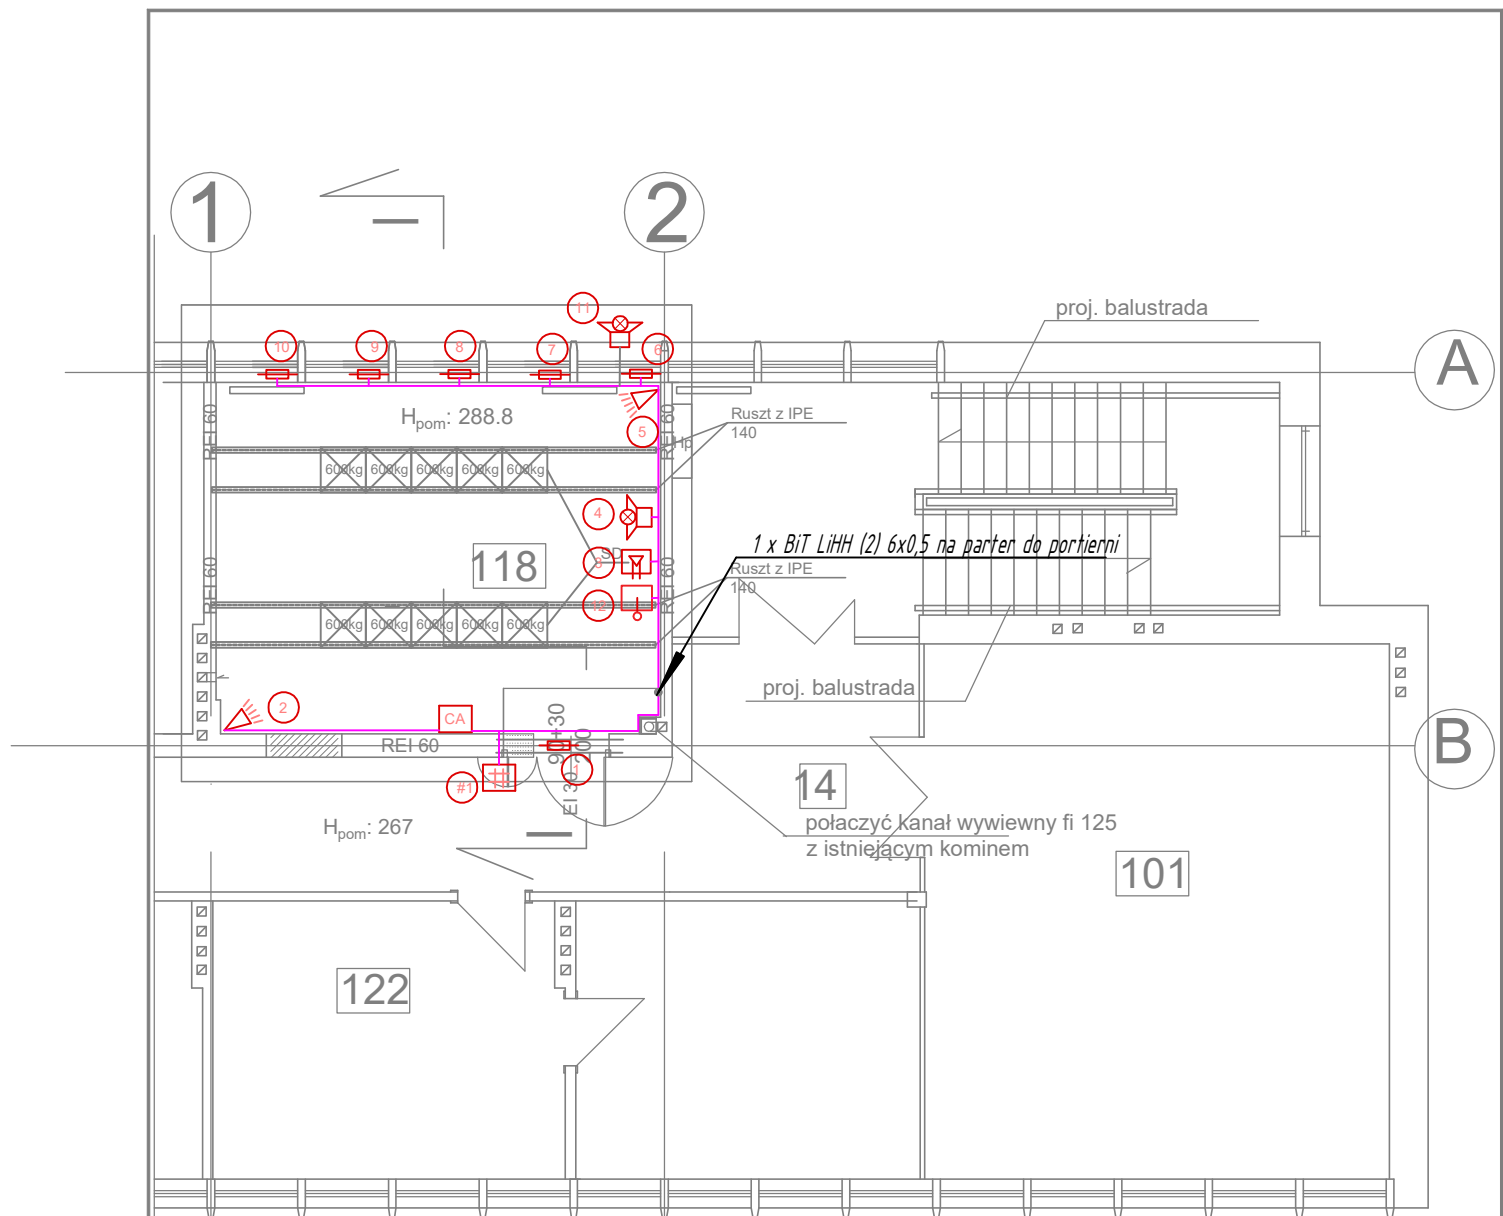 1
2
A
B
proj. balustrada
11
10
9
8
7
6
Hpom: 288.8
REI 60
5
Hp
Ruszt z IPE
140
600kg 600kg 600kg 600kg 600kg
4
1 x BiT LiHH (2) 6x0,5 na parter do portierni
118
3
SD
REI 60
REI 60
Ruszt z IPE
140
12
600kg 600kg 600kg 600kg 600kg
proj. balustrada
2
CA
90+30
200
REI 60
1
EI 30
#1
14
Hpom: 267
połaczyć kanał wywiewny fi 125
z istniejącym kominem
101
122